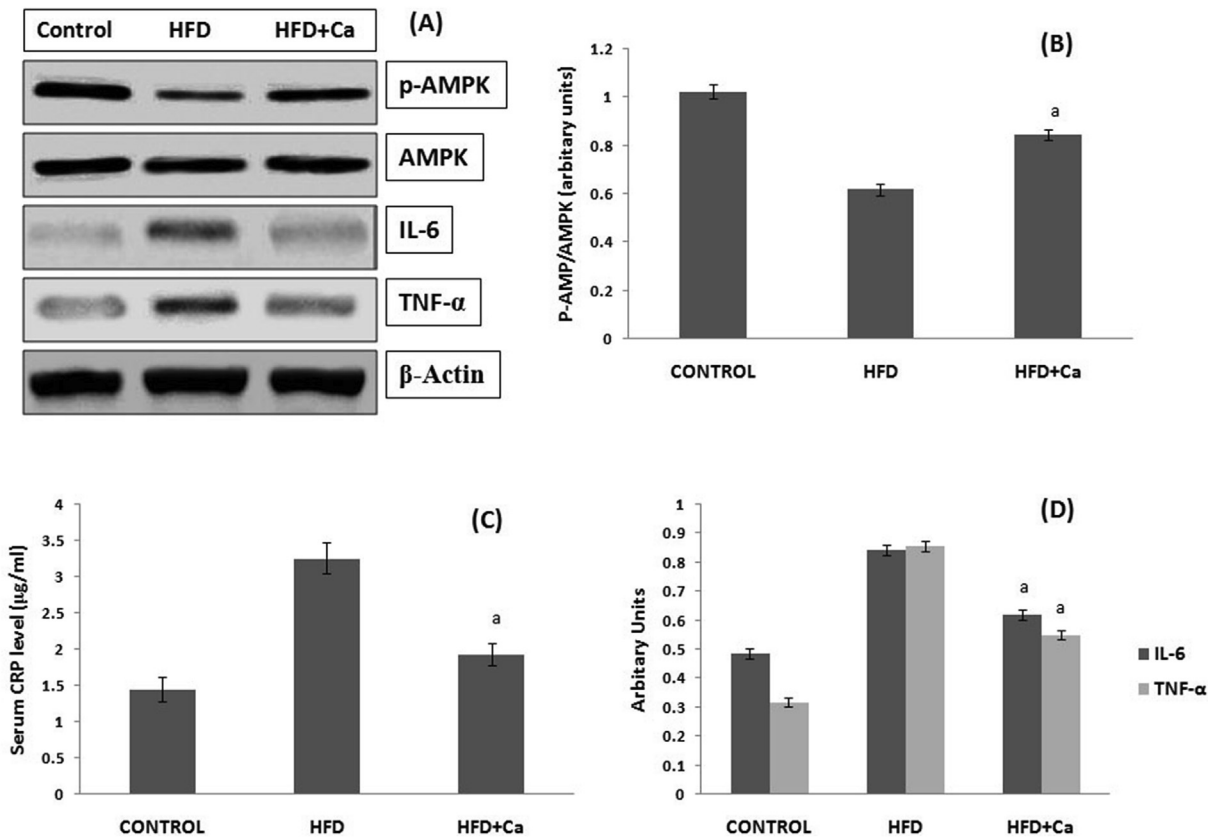 Control HFD HFD+Ca (A)
p-AMPK
AMPK
IL-6
TNF-α
β-Actin
(B)
P-AMP/AMPK (arbitary units)
1.2
1
0.8
0.6
0.4
0.2
0
a
CONTROL HFD HFD+Ca
(C)
Serum CRP level (µg/ml)
4
3.5
3
2.5
2
1.5
1
0.5
0
a
CONTROL HFD HFD+Ca
(D)
Arbitary Units
1
0.9
0.8
0.7
0.6
0.5
0.4
0.3
0.2
0.1
0
a
a
CONTROL HFD HFD+Ca
IL-6
TNF-α